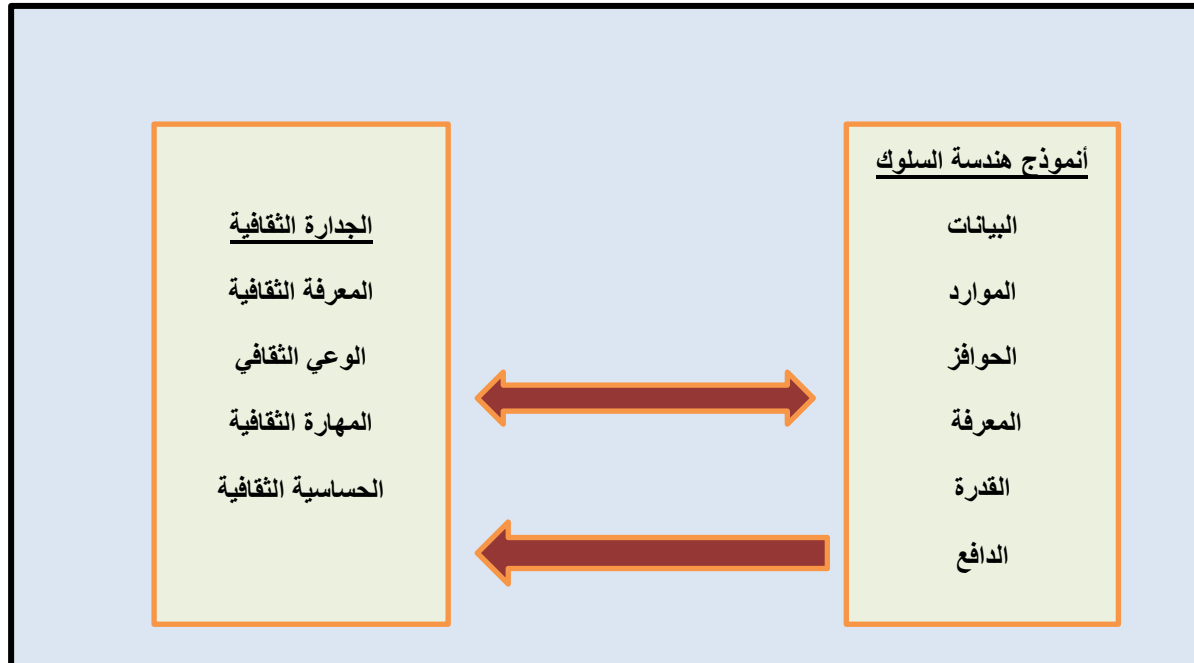 أنموذج هندسة السلوك
البيانات
الموارد
الحوافز
المعرفة
القدرة
الدافع
الجدارة الثقافية
المعرفة الثقافية
الوعي الثقافي
المهارة الثقافية
الحساسية الثقافية